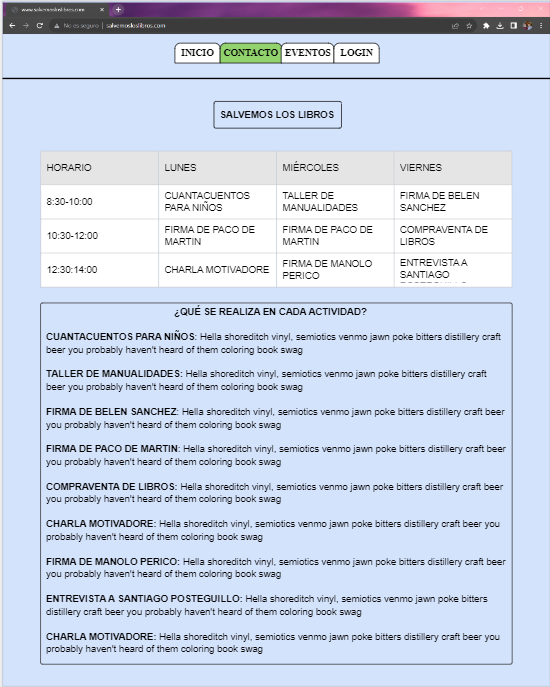 www.salvemosloslibros.com
No es seguro | salvemosloslibros.com
INICIO CONTACTO EVENTOS LOGIN
SALVEMOS LOS LIBROS
HORARIO LUNES MIÉRCOLES VIERNES
8:30-10:00 CUANTACUENTOS PARA NIÑOS TALLER DE MANUALIDADES FIRMA DE BELEN SANCHEZ
10:30-12:00 FIRMA DE PACO DE MARTIN FIRMA DE PACO DE MARTIN COMPRAVENTA DE LIBROS
12:30:14:00 CHARLA MOTIVADORE FIRMA DE MANOLO PERICO ENTREVISTA A SANTIAGO
¿QUÉ SE REALIZA EN CADA ACTIVIDAD?
CUANTACUENTOS PARA NIÑOS: Hella shoreditch vinyl, semiotics venmo jawn poke bitters distillery craft
beer you probably haven't heard of them coloring book swag
TALLER DE MANUALIDADES: Hella shoreditch vinyl, semiotics venmo jawn poke bitters distillery craft
beer you probably haven't heard of them coloring book swag
FIRMA DE BELEN SANCHEZ: Hella shoreditch vinyl, semiotics venmo jawn poke bitters distillery craft beer
you probably haven't heard of them coloring book swag
FIRMA DE PACO DE MARTIN: Hella shoreditch vinyl, semiotics venmo jawn poke bitters distillery craft beer
you probably haven't heard of them coloring book swag
COMPRAVENTA DE LIBROS: Hella shoreditch vinyl, semiotics venmo jawn poke bitters distillery craft beer
you probably haven't heard of them coloring book swag
CHARLA MOTIVADORE: Hella shoreditch vinyl, semiotics venmo jawn poke bitters distillery craft beer you
probably haven't heard of them coloring book swag
FIRMA DE MANOLO PERICO: Hella shoreditch vinyl, semiotics venmo jawn poke bitters distillery craft beer
you probably haven't heard of them coloring book swag
ENTREVISTA A SANTIAGO POSTEGUILLO: Hella shoreditch vinyl, semiotics venmo jawn poke bitters
distillery craft beer you probably haven't heard of them coloring book swag
CHARLA MOTIVADORE: Hella shoreditch vinyl, semiotics venmo jawn poke bitters distillery craft beer you
probably haven't heard of them coloring book swag